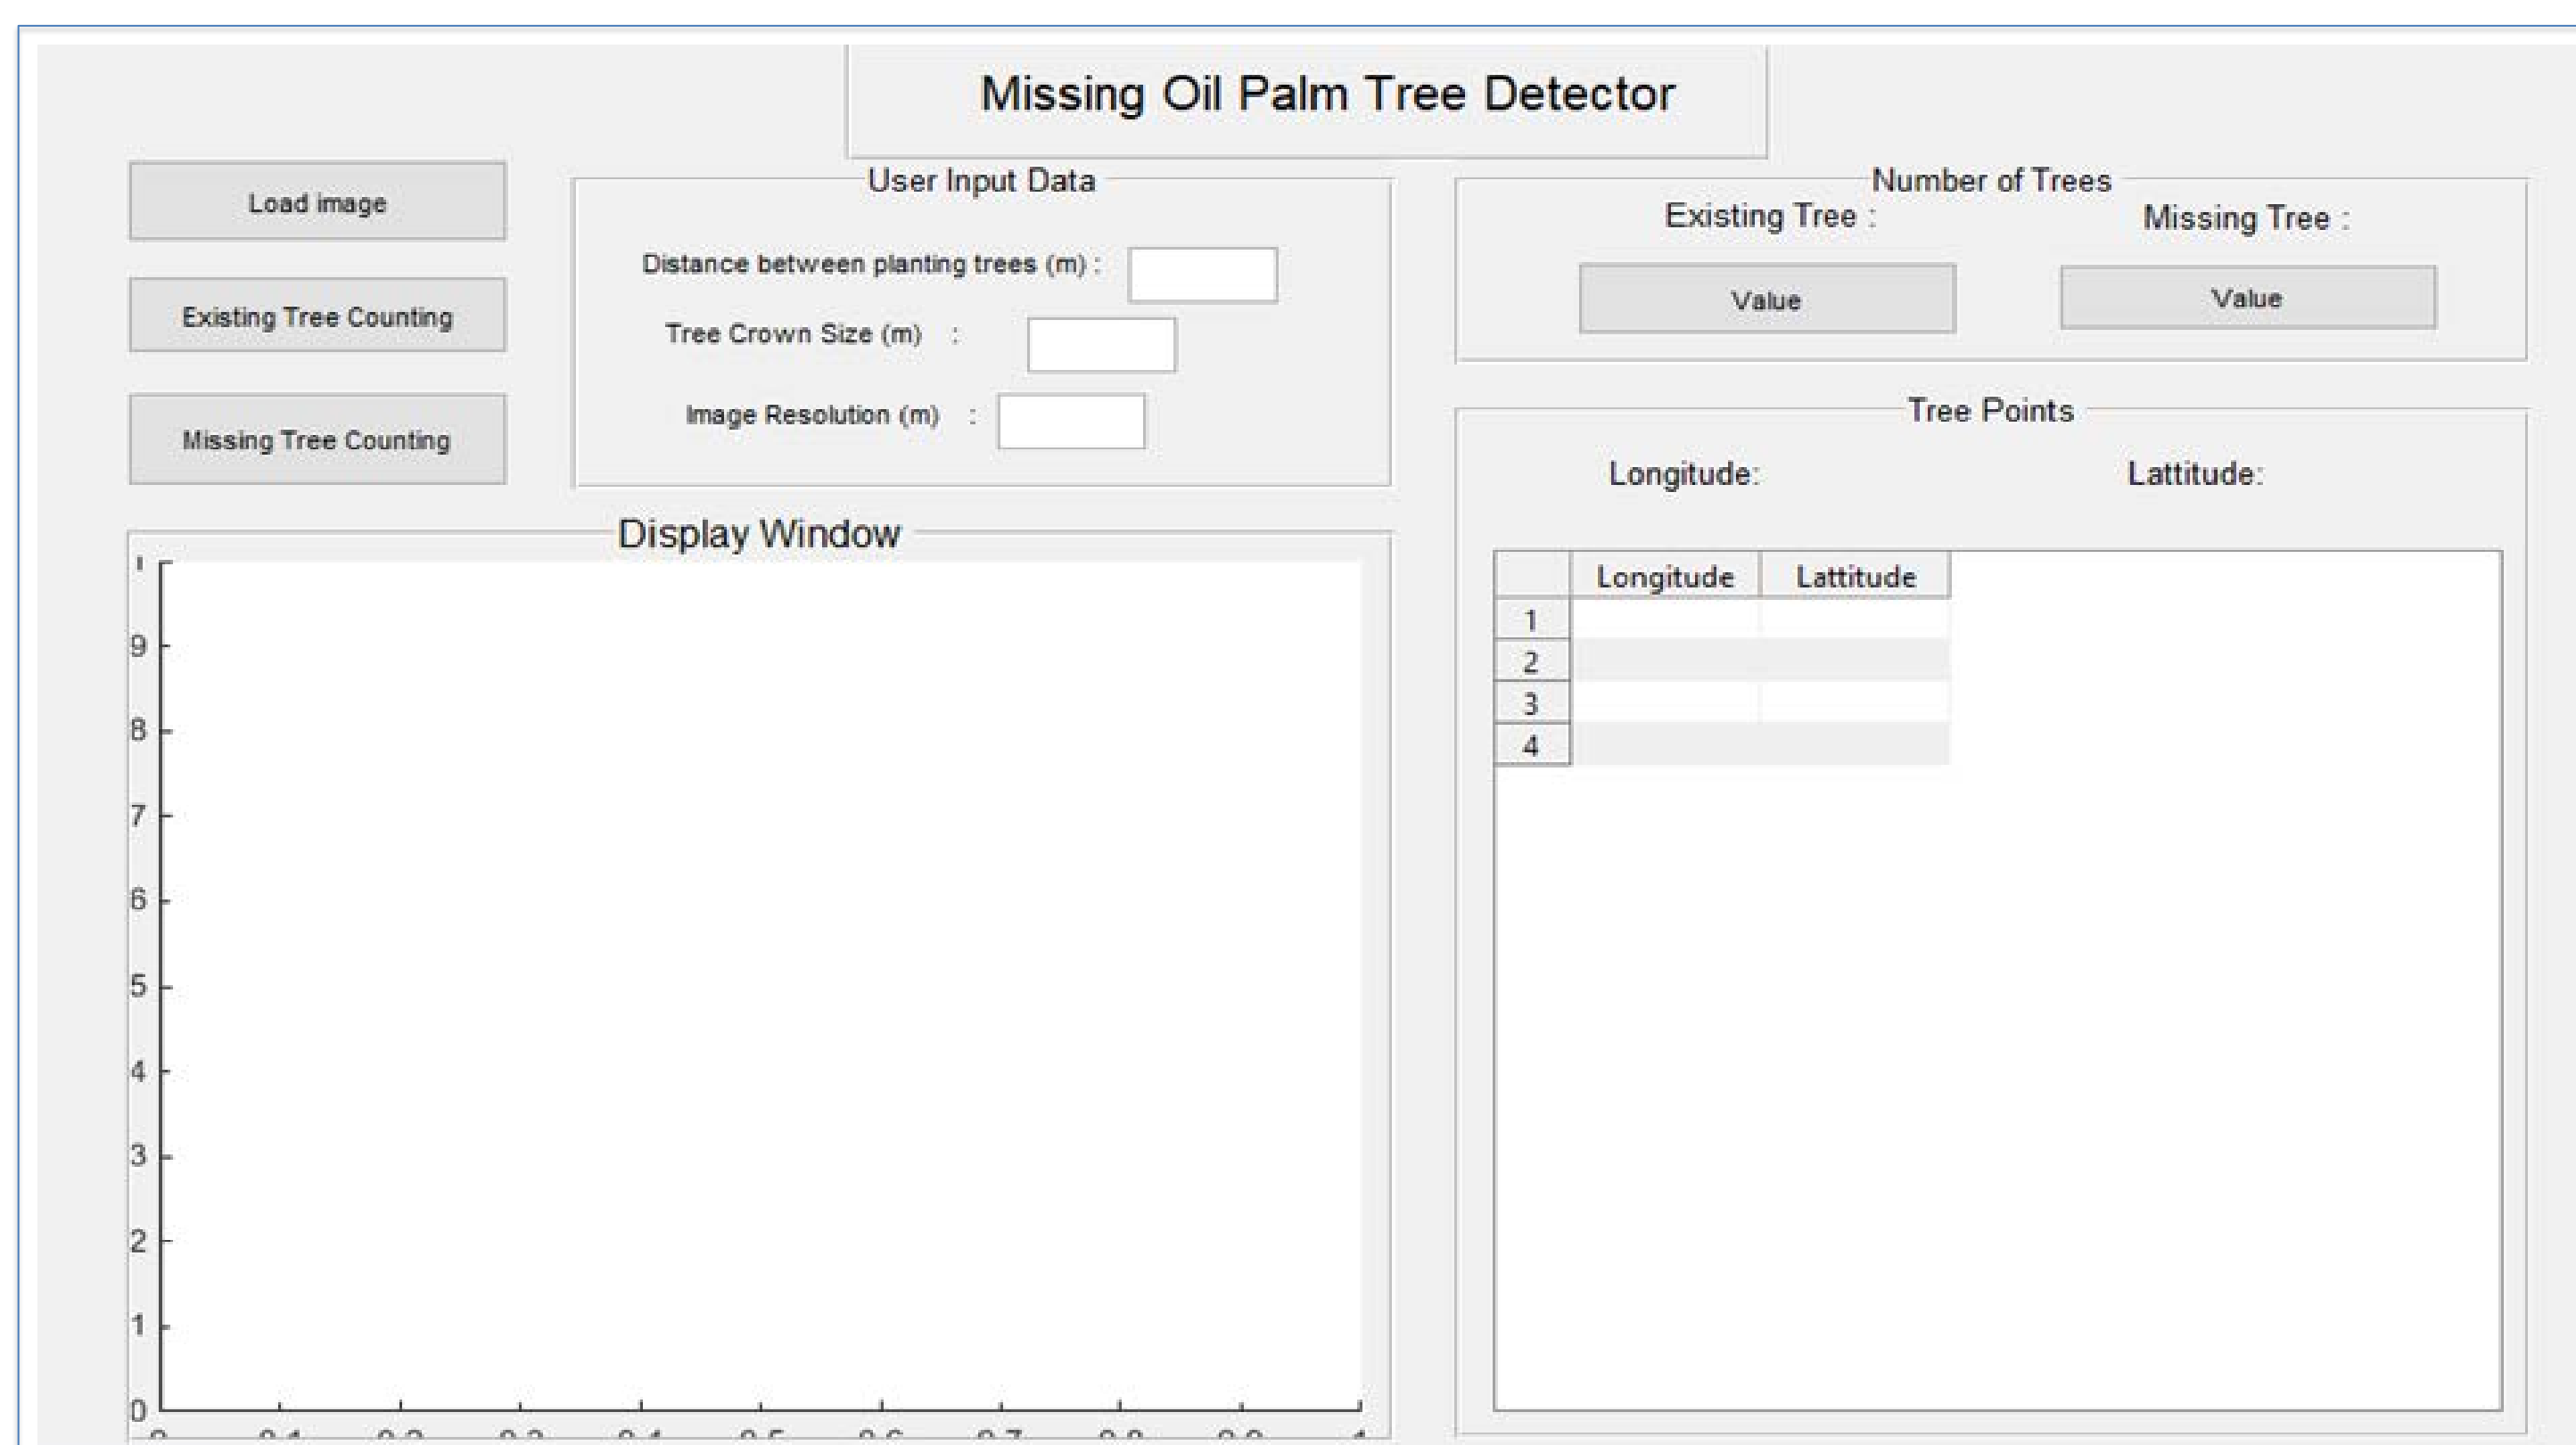 Missing Oil Palm Tree Detector
Load image
Existing Tree Counting
Missing Tree Counting
User Input Data
Distance between planting trees (m) :
Tree Crown Size (m) :
Image Resolution (m) :
Number of Trees
Existing Tree : Missing Tree :
Value Value
Display Window
1
9
8
7
6
5
4
3
2
1
0
Tree Points
Longitude: Lattitude:
Longitude Lattitude
1
2
3
4